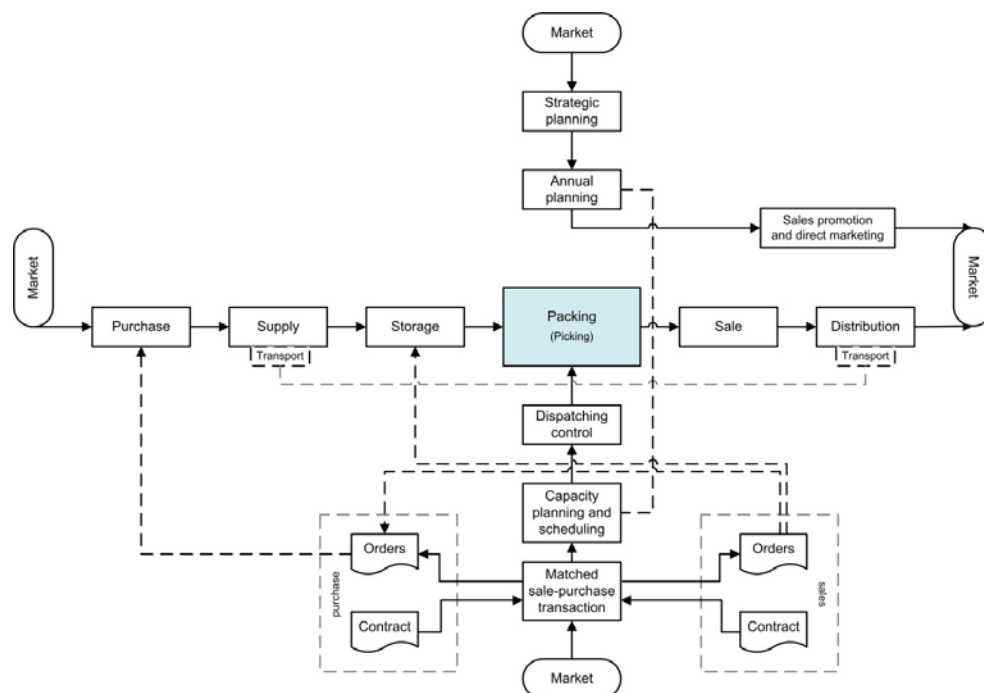 Market
Strategic
planning
Annual
planning
Sales promotion
and direct marketing
Market
Market
Purchase
Supply
Storage
Packing
(Picking)
Sale
Distribution
Transport
Transport
Dispatching
control
Capacity
planning and
scheduling
Orders
Orders
purchase
Matched
sale-purchase
transaction
sales
Contract
Contract
Market